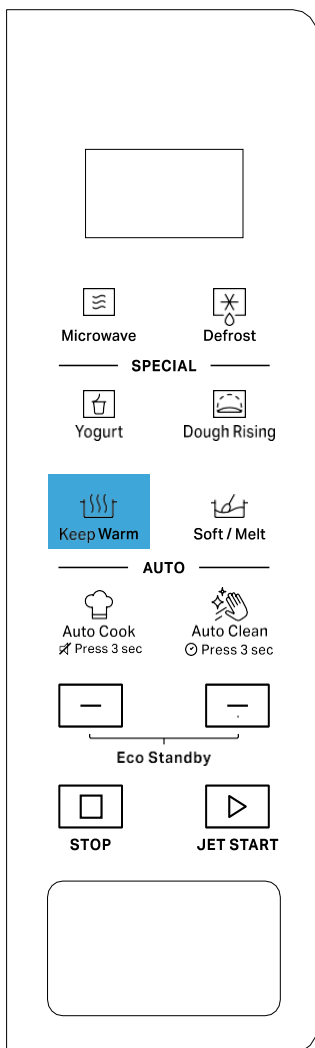 Microwave Defrost
SPECIAL
Yogurt Dough Rising
Keep Warm Soft / Melt
AUTO
Auto Cook Auto Clean
Press 3 sec Press 3 sec
Eco Standby
STOP JET START